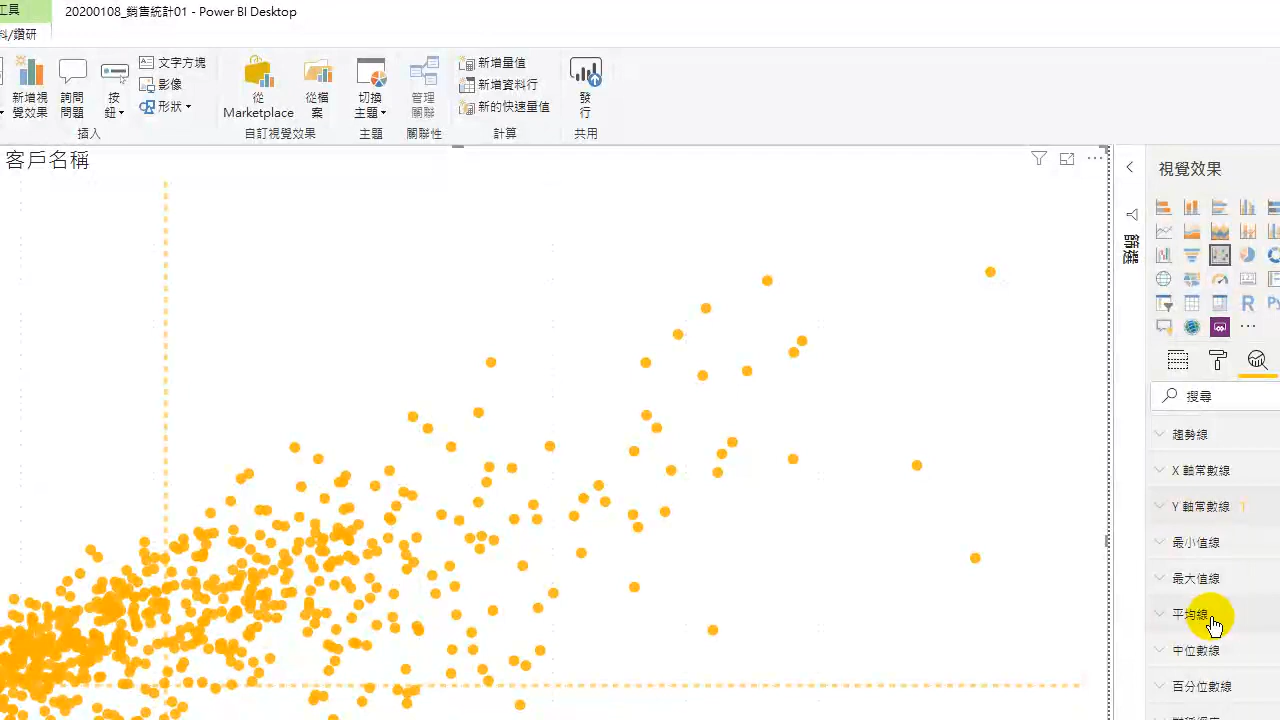 工具
20200108_銷售統計01 - Power BI Desktop
料/鑽研
新增視
覺效果
詢問
問題
按
鈕
文字方塊
影像
形狀
插入
從
Marketplace
從檔
案
自訂視覺效果
切換
主題
主題
管理
關聯
關聯性
新增量值
新增資料行
新的快速量值
計算
發
行
共用
客戶名稱
篩選
視覺效果
R
Py
搜尋
趨勢線
X 軸常數線
Y 軸常數線 1
最小值線
最大值線
平均線
中位數線
百分位數線